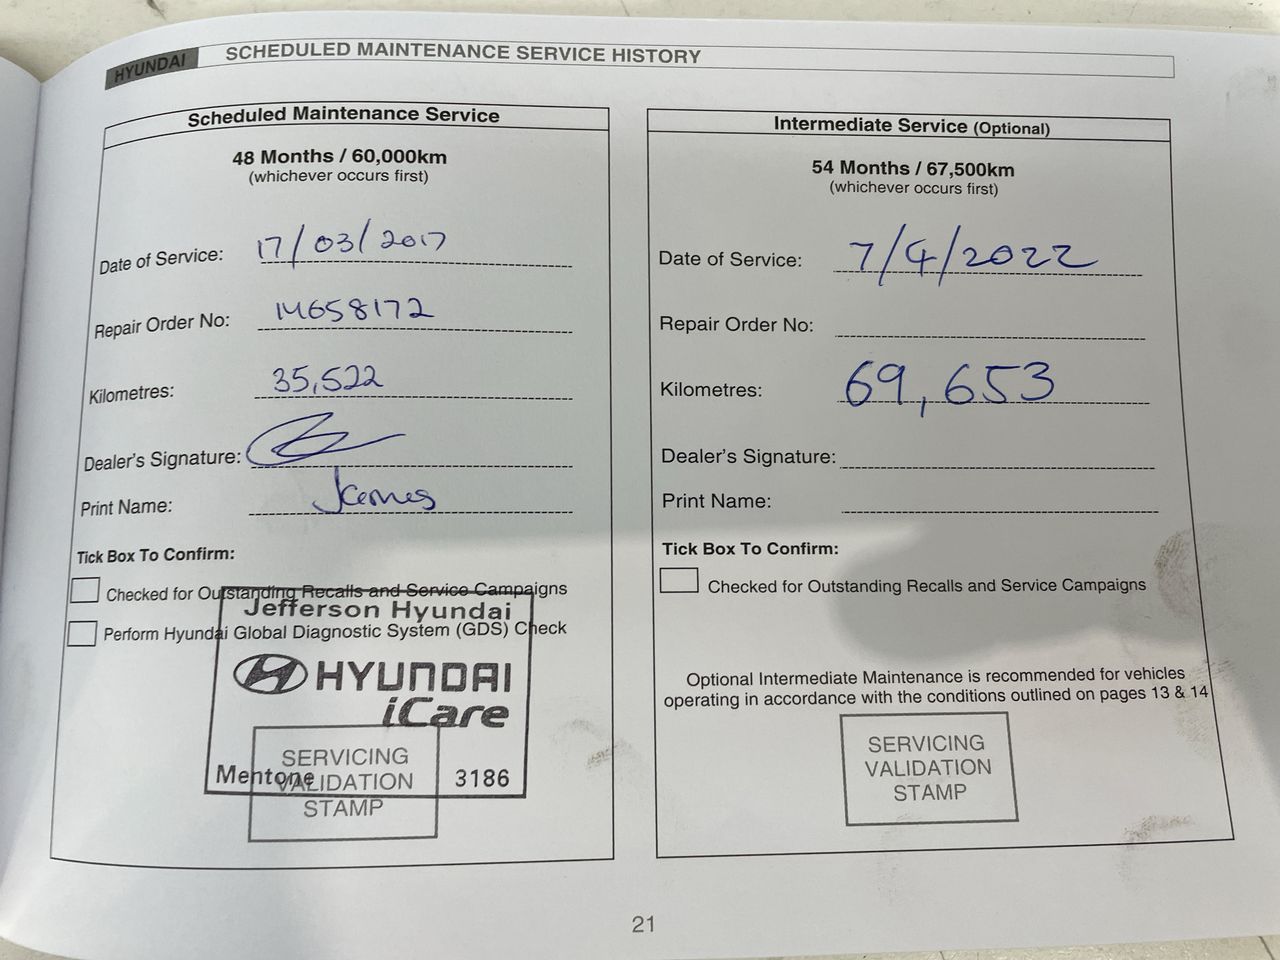 HYUNDAI
SCHEDULED MAINTENANCE SERVICE HISTORY
Scheduled Maintenance Service
48 Months / 60,000km
(whichever occurs first)
Date of Service: 17/03/2017
Repair Order No: 14658172
Kilometres: 35,522
Dealer's Signature:
Print Name: James
Tick Box To Confirm:
Checked for Outstanding Recalls and Service Campaigns
Perform Hyundai Global Diagnostic System (GDS) Check
Jefferson Hyundai
HYUNDAI
iCare
Mentone 3186
SERVICING
VALIDATION
STAMP
Intermediate Service (Optional)
54 Months / 67,500km
(whichever occurs first)
Date of Service: 7/4/2022
Repair Order No:
Kilometres: 69,653
Dealer's Signature:
Print Name:
Tick Box To Confirm:
Checked for Outstanding Recalls and Service Campaigns
Optional Intermediate Maintenance is recommended for vehicles
operating in accordance with the conditions outlined on pages 13 & 14
SERVICING
VALIDATION
STAMP
21